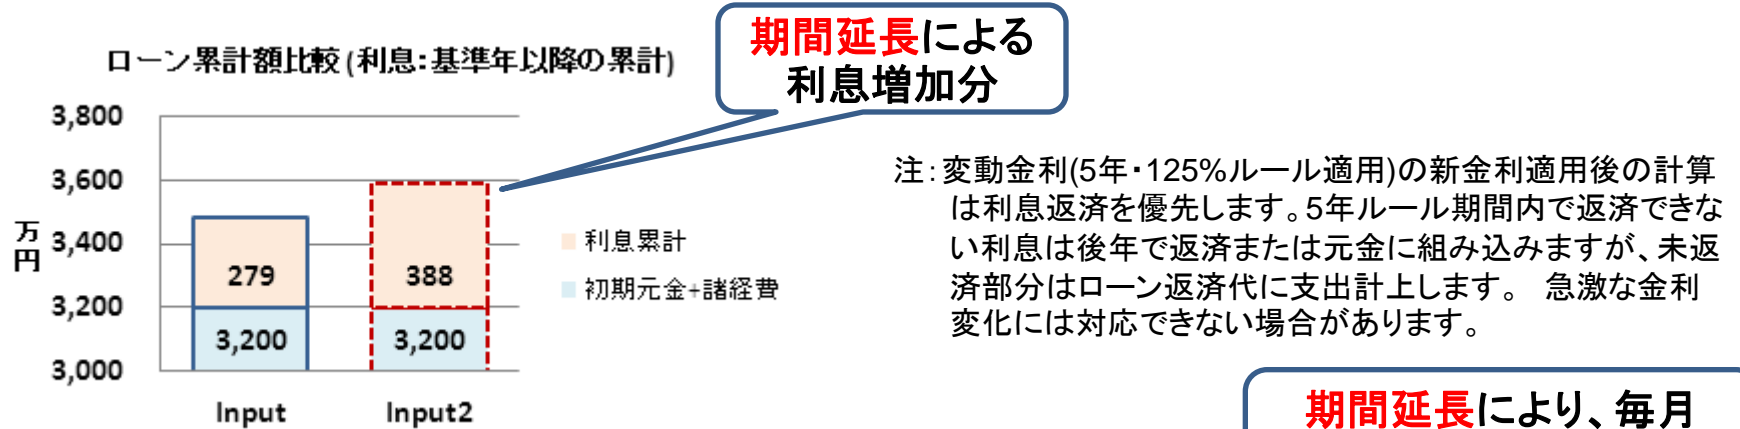 期間延長による
利息増加分
ローン累計額比較(利息:基準年以降の累計)
3,800
3,600
3,400
3,200
3,000
万円
279
388
3,200
3,200
Input
Input2
利息累計
初期元金+諸経費
注:変動金利(5年・125%ルール適用)の新金利適用後の計算
は利息返済を優先します。5年ルール期間内で返済できな
い利息は後年で返済または元金に組み込みますが、未返
済部分はローン返済代に支出計上します。 急激な金利
変化には対応できない場合があります。
期間延長により、毎月